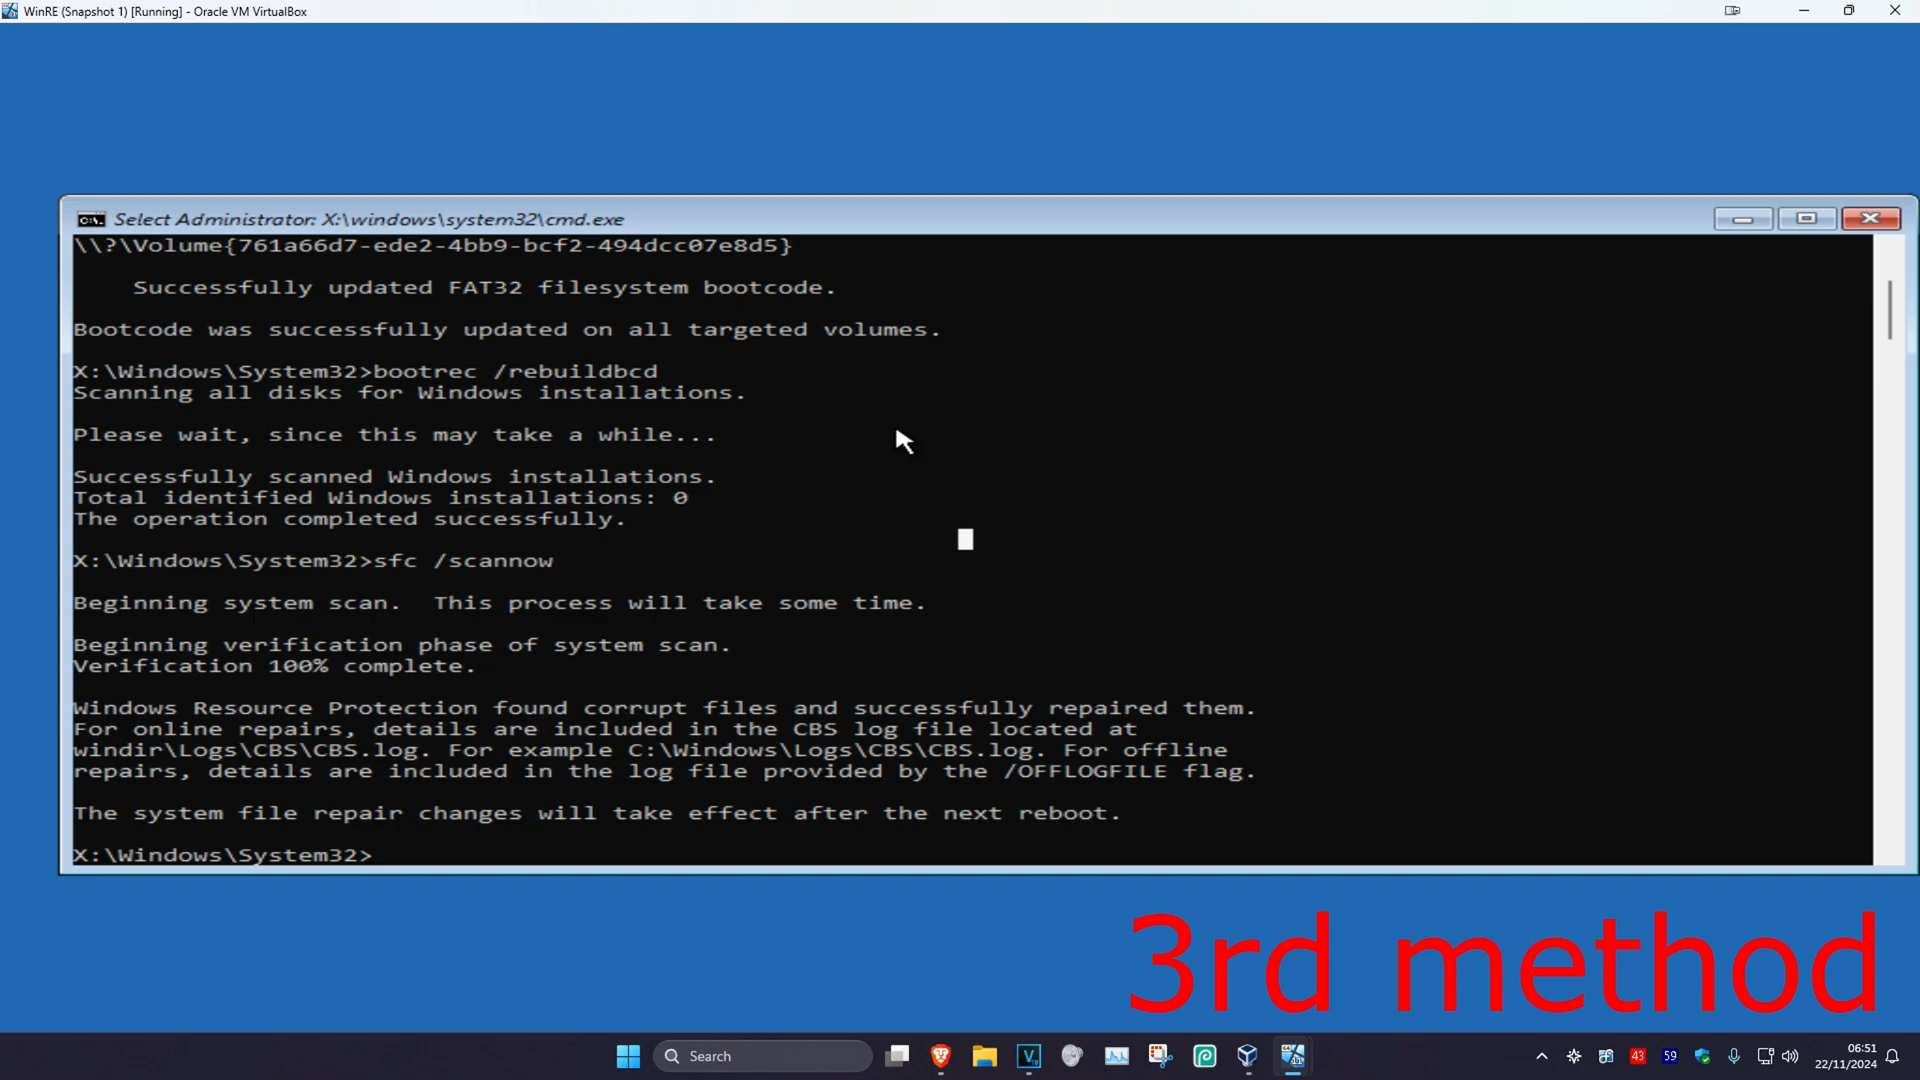 WinRE (Snapshot 1) [Running] - Oracle VM VirtualBox
Select Administrator: X:\windows\system32\cmd.exe
\\?\Volume{761a66d7-ede2-4bb9-bcf2-494dcc07e8d5}
Successfully updated FAT32 filesystem bootcode.
Bootcode was successfully updated on all targeted volumes.
X:\Windows\System32>bootrec /rebuildbcd
Scanning all disks for Windows installations.
Please wait, since this may take a while...
Successfully scanned Windows installations.
Total identified Windows installations: 0
The operation completed successfully.
X:\Windows\System32>sfc /scannow
Beginning system scan.  This process will take some time.
Beginning verification phase of system scan.
Verification 100% complete.
Windows Resource Protection found corrupt files and successfully repaired them.
For online repairs, details are included in the CBS log file located at
windir\Logs\CBS\CBS.log. For example C:\Windows\Logs\CBS\CBS.log. For offline
repairs, details are included in the log file provided by the /OFFLOGFILE flag.
The system file repair changes will take effect after the next reboot.
X:\Windows\System32>
3rd method
Search
43
59
06:51
22/11/2024